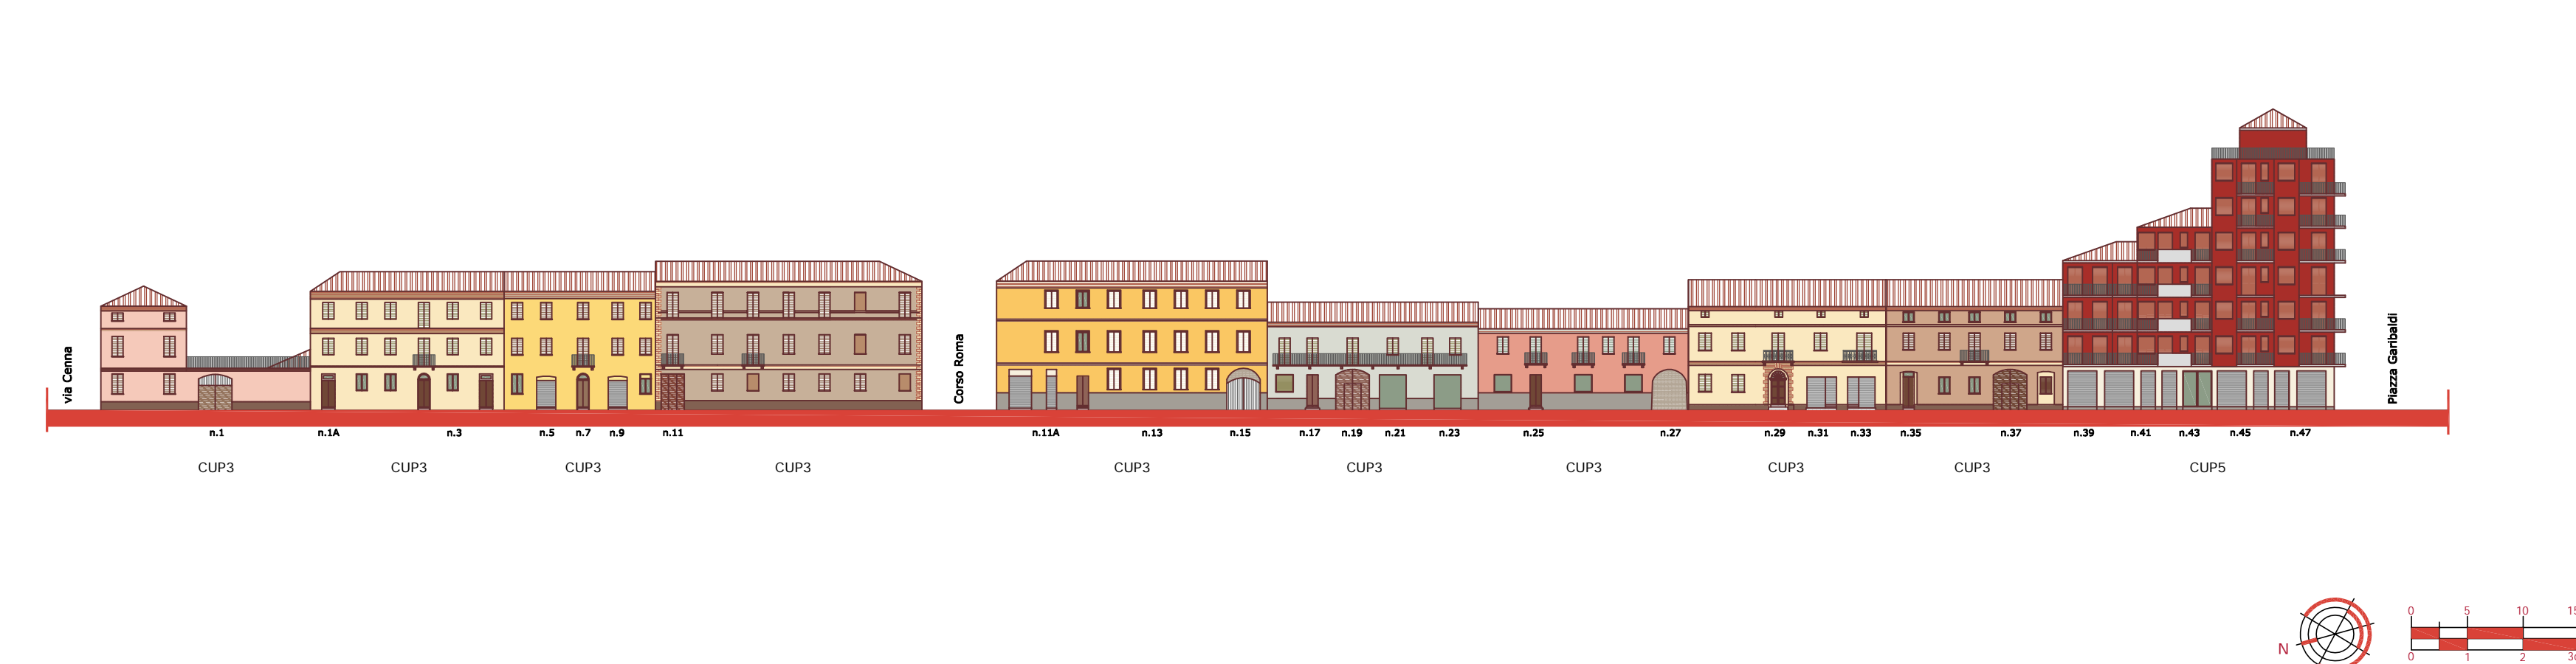 via Cenna
Corso Roma
Piazza Garibaldi
n.1 n.1A n.3 n.5 n.7 n.9 n.11 n.11A n.13 n.15 n.17 n.19 n.21 n.23 n.25 n.27 n.29 n.31 n.33 n.35 n.37 n.39 n.41 n.43 n.45 n.47
CUP3 CUP3 CUP3 CUP3 CUP3 CUP3 CUP3 CUP3 CUP3 CUP5
N
0 5 10
0 1 2